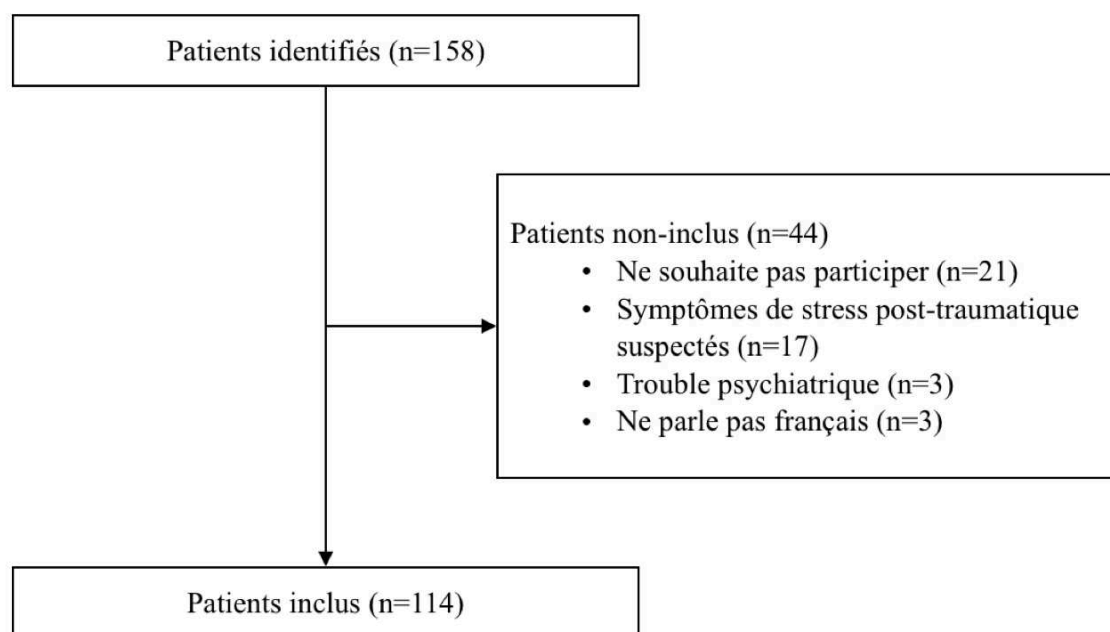 Patients identifiés (n=158)
Patients non-inclus (n=44)
• Ne souhaite pas participer (n=21)
• Symptômes de stress post-traumatique
suspectés (n=17)
• Trouble psychiatrique (n=3)
• Ne parle pas français (n=3)
Patients inclus (n=114)